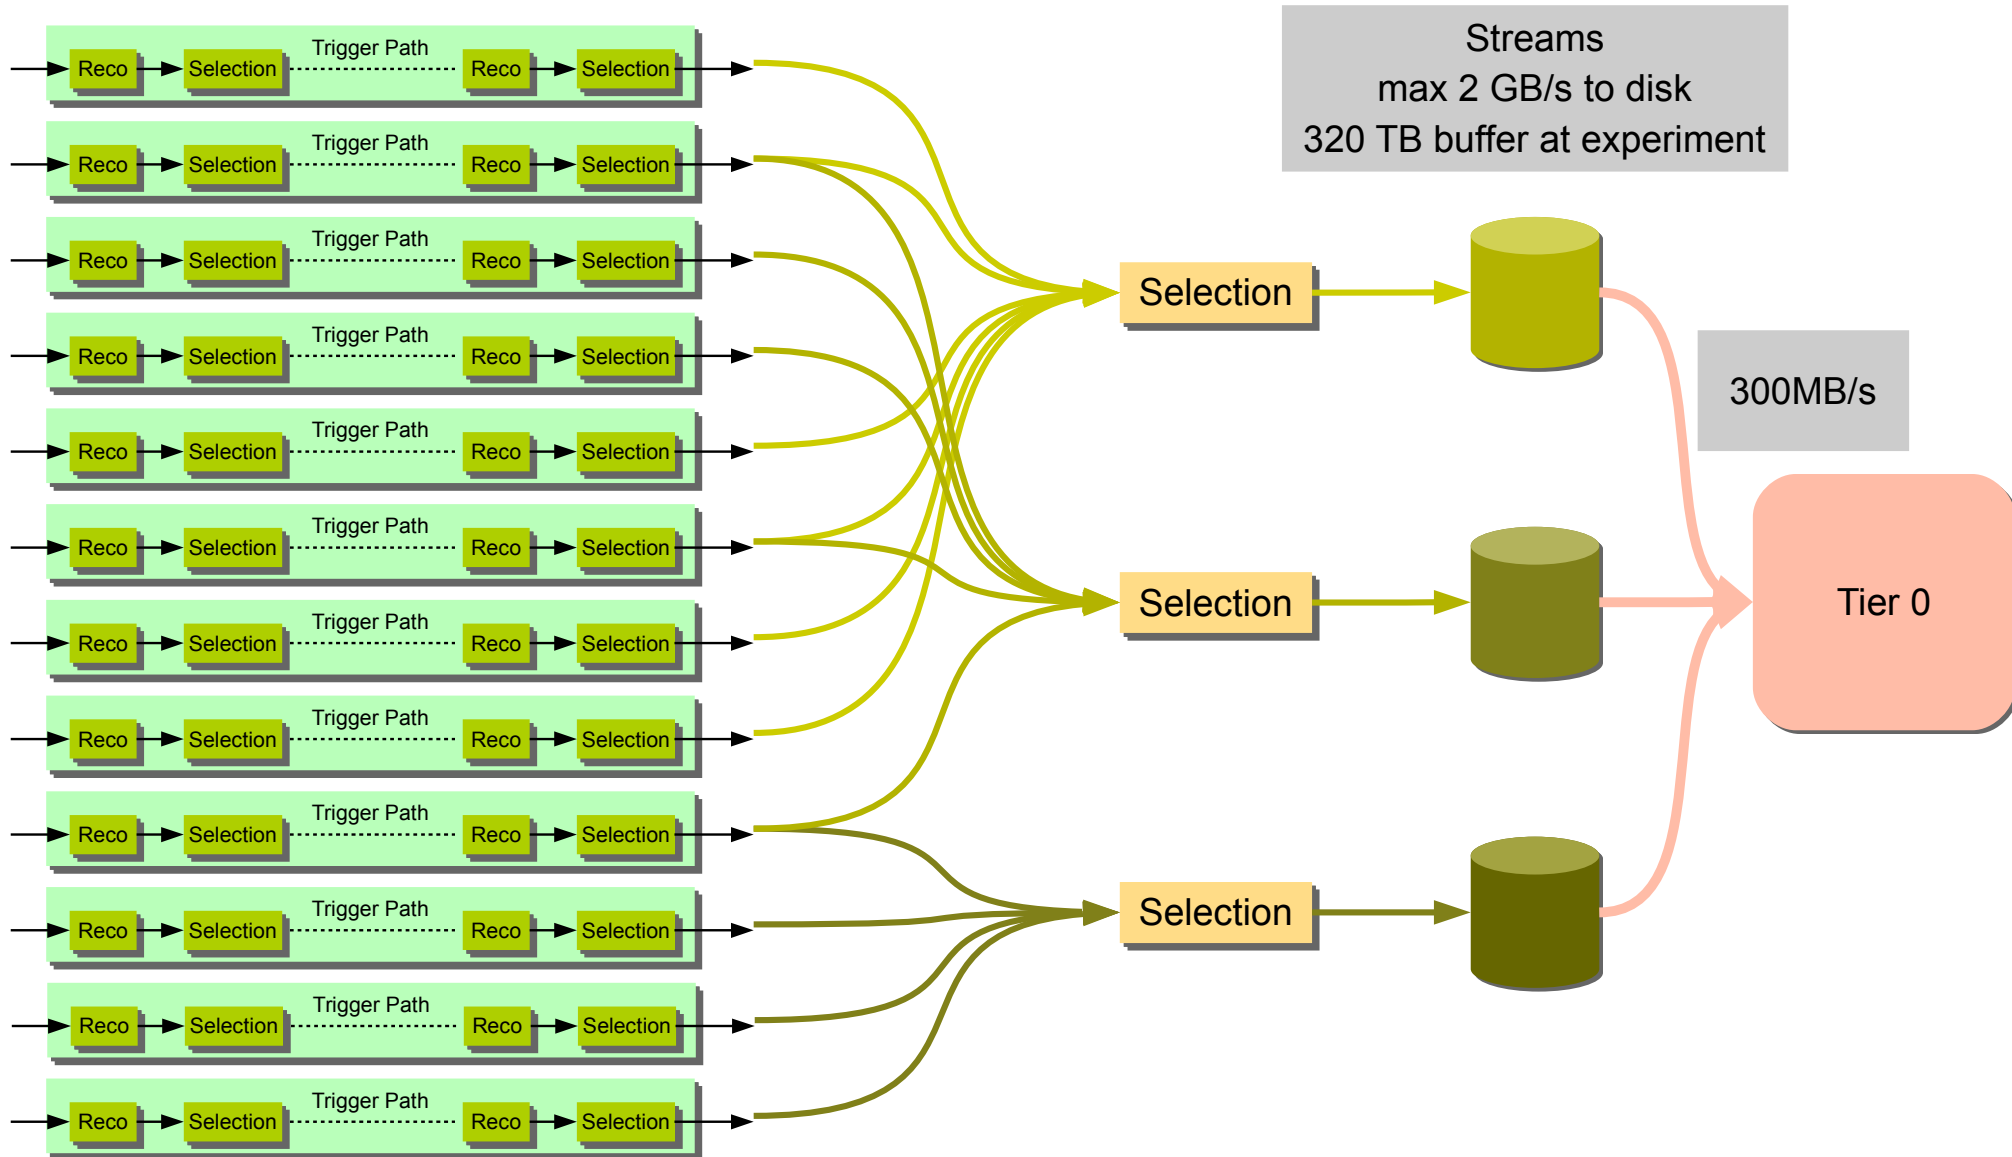 Trigger Path
Reco Selection Reco Selection
Trigger Path
Reco Selection Reco Selection
Trigger Path
Reco Selection Reco Selection
Trigger Path
Reco Selection Reco Selection
Trigger Path
Reco Selection Reco Selection
Trigger Path
Reco Selection Reco Selection
Trigger Path
Reco Selection Reco Selection
Trigger Path
Reco Selection Reco Selection
Trigger Path
Reco Selection Reco Selection
Trigger Path
Reco Selection Reco Selection
Trigger Path
Reco Selection Reco Selection
Trigger Path
Reco Selection Reco Selection
Selection
Selection
Selection
Streams
max 2 GB/s to disk
320 TB buffer at experiment
300MB/s
Tier 0